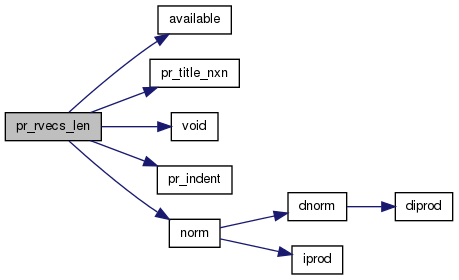 available
pr_title_nxn
pr_rvecs_len
void
pr_indent
norm
dnorm
diprod
iprod